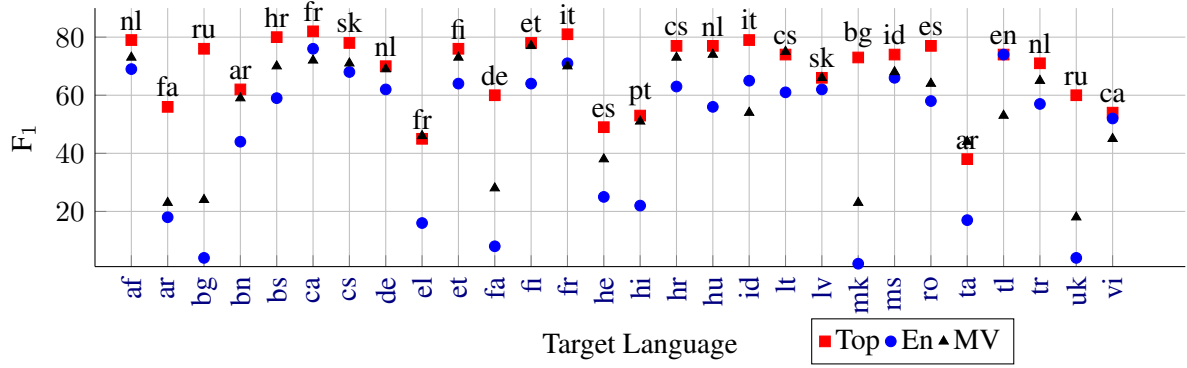 nl ru hr fr sk nl fi et it cs nl it cs sk bg id es en nl ru ca
fa ar fr de es pt ar
80
60
40
20
F1
af ar bg bn bs ca cs de el et fa fi fr he hi hr hu id lt lv mk ms ro ta tl tr uk vi
Target Language
Top En MV